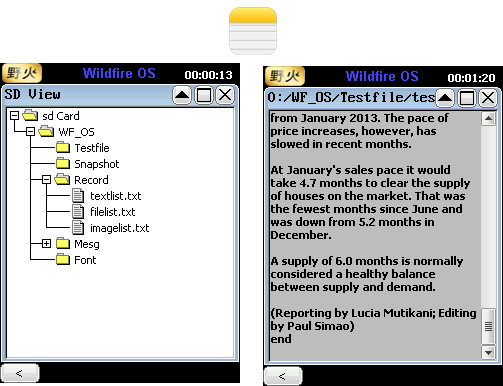 野火 Wildfire OS 00:00:13
SD View
sd Card
WF_OS
Testfile
Snapshot
Record
textlist.txt
filelist.txt
imagelist.txt
Mesg
Font
<
野火 Wildfire OS 00:01:20
0:/WF_OS/Testfile/tes
from January 2013. The pace of
price increases, however, has
slowed in recent months.
At January's sales pace it would
take 4.7 months to clear the supply
of houses on the market. That was
the fewest months since June and
was down from 5.2 months in
December.
A supply of 6.0 months is normally
considered a healthy balance
between supply and demand.
(Reporting by Lucia Mutikani; Editing
by Paul Simao)
end
<